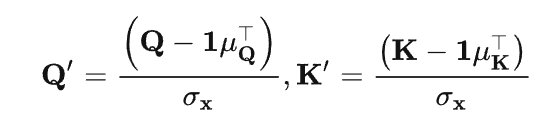 Q′ = (Q − 1μ_Q^⊤) / σ_x , K′ = (K − 1μ_K^⊤) / σ_x